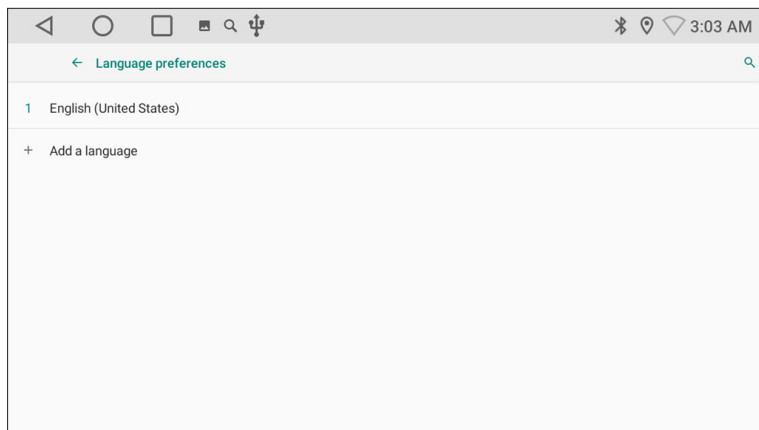 3:03 AM
Language preferences
1 English (United States)
+ Add a language